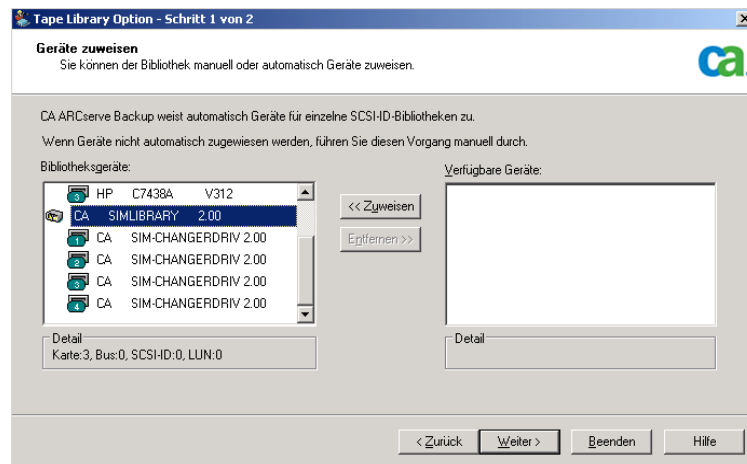 Tape Library Option - Schritt 1 von 2
Geräte zuweisen
Sie können der Bibliothek manuell oder automatisch Geräte zuweisen.
ca
CA ARCserve Backup weist automatisch Geräte für einzelne SCSI-ID-Bibliotheken zu.
Wenn Geräte nicht automatisch zugewiesen werden, führen Sie diesen Vorgang manuell durch.
Bibliotheksgeräte:
Verfügbare Geräte:
3 HP C7438A V312
CA SIMLIBRARY 2.00
1 CA SIM-CHANGERDRIV 2.00
2 CA SIM-CHANGERDRIV 2.00
3 CA SIM-CHANGERDRIV 2.00
4 CA SIM-CHANGERDRIV 2.00
<< Zuweisen
Entfernen >>
Detail
Karte:3, Bus:0, SCSI-ID:0, LUN:0
Detail
< Zurück
Weiter >
Beenden
Hilfe